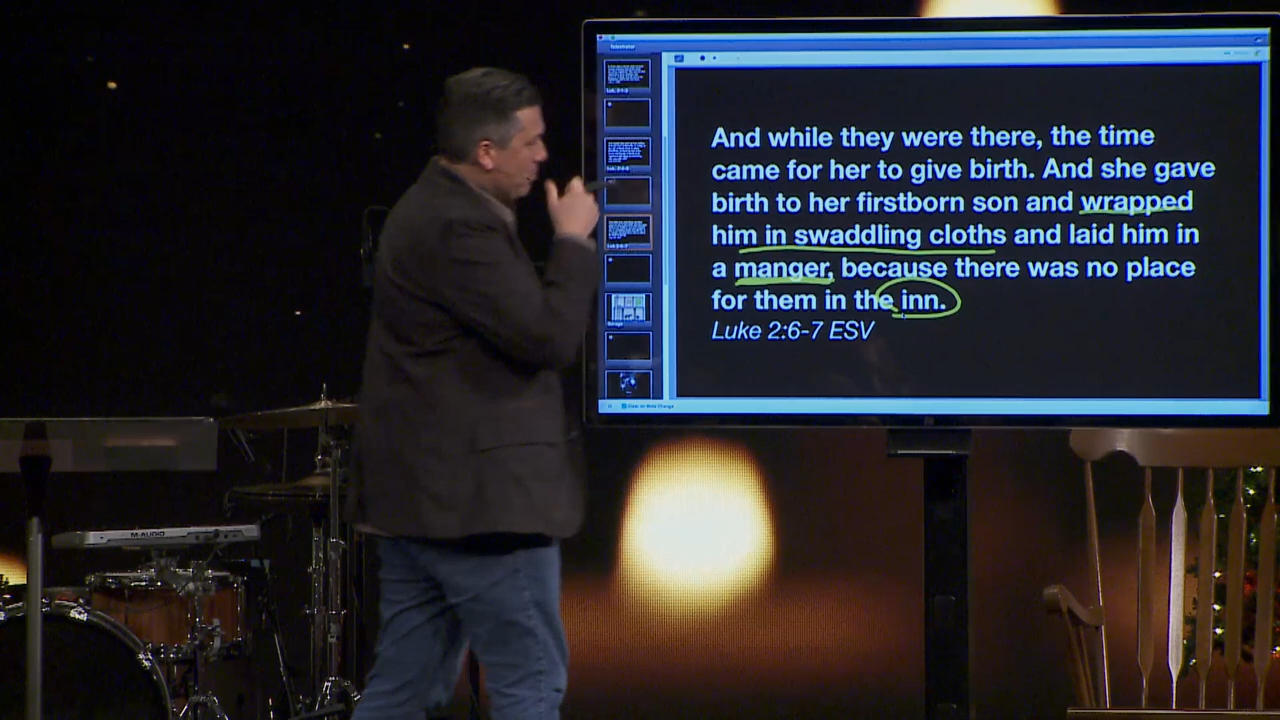 And while they were there, the time
came for her to give birth. And she gave
birth to her firstborn son and wrapped
him in swaddling cloths and laid him in
a manger, because there was no place
for them in the inn.
Luke 2:6-7 ESV
M-AUDIO